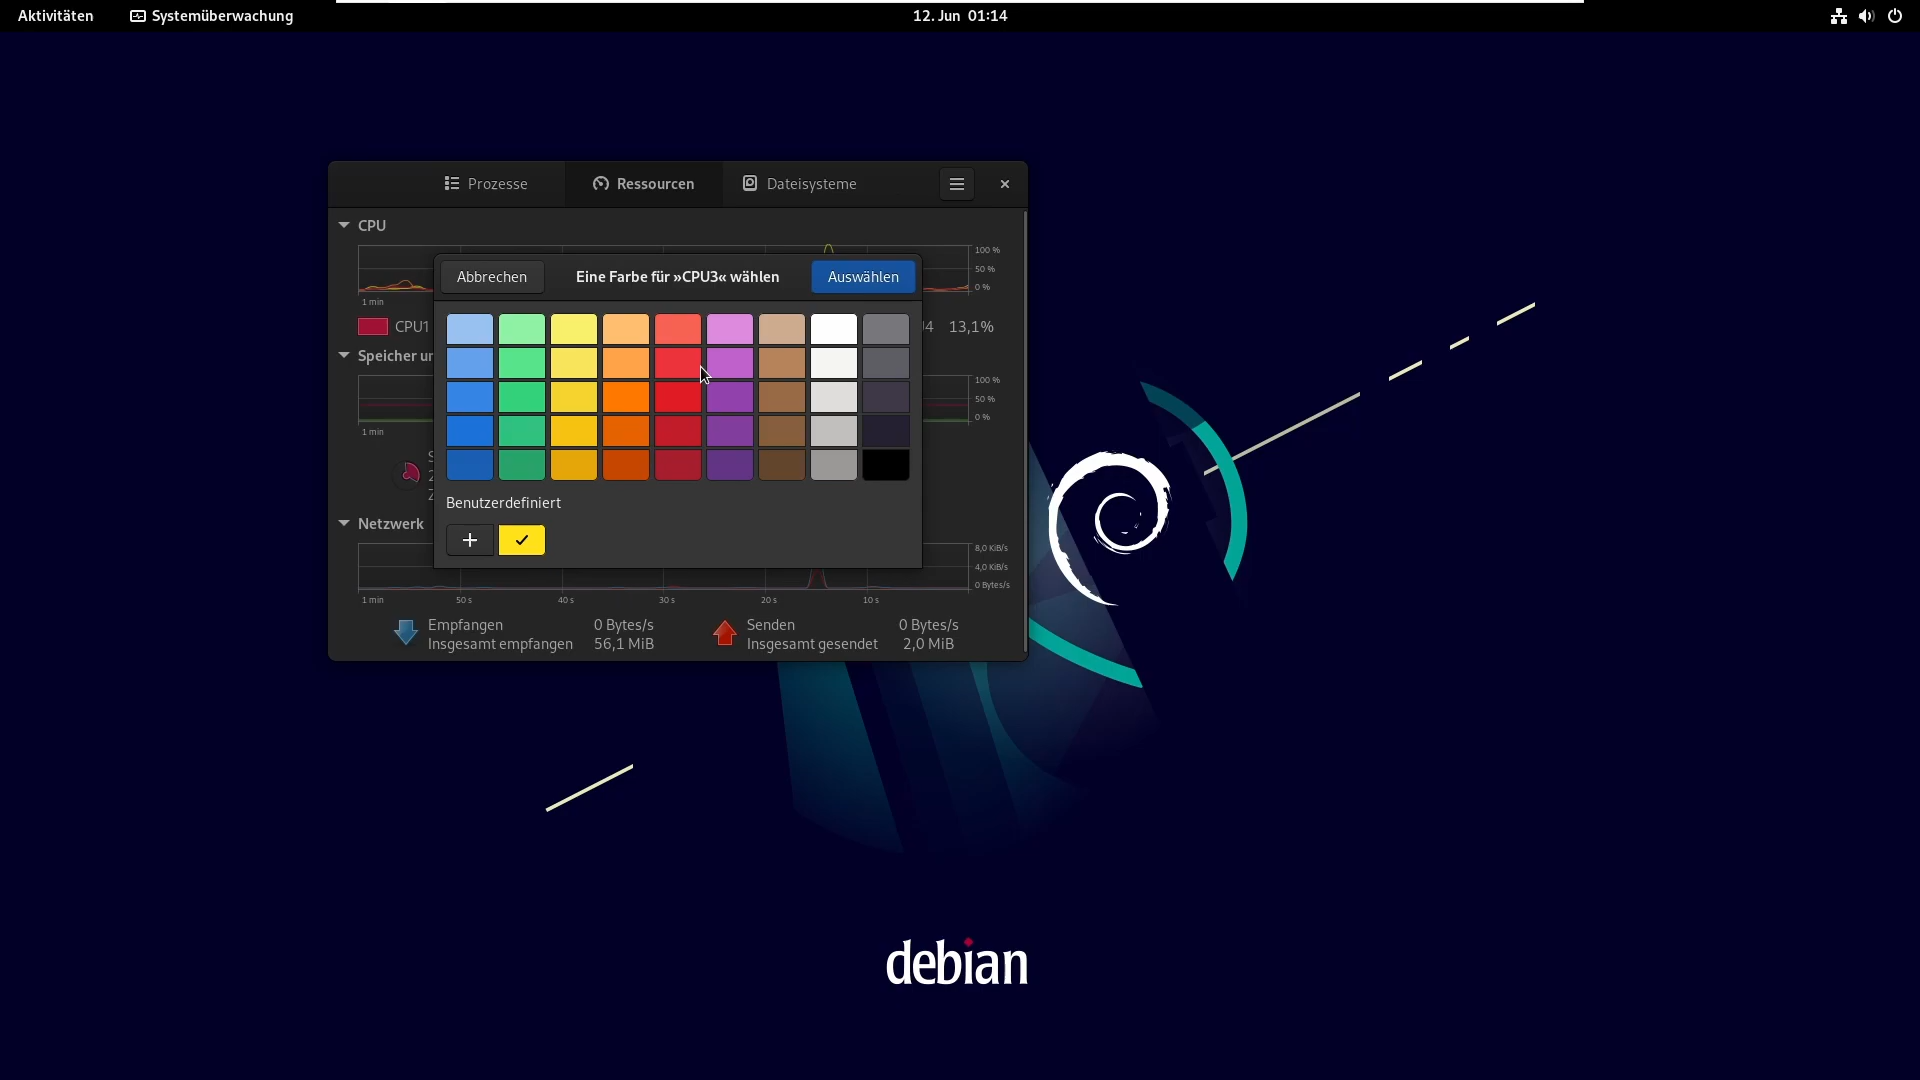 Aktivitäten Systemüberwachung 12. Jun 01:14
Prozesse Ressourcen Dateisysteme
CPU
100 %
50 %
0 %
1 min
CPU1 13,1%
Abbrechen Eine Farbe für »CPU3« wählen Auswählen
Speicher
100 %
50 %
0 %
1 min
Benutzerdefiniert
Netzwerk
8,0 KiB/s
4,0 KiB/s
0 Bytes/s
1 min 50 s 40 s 30 s 20 s 10 s
Empfangen 0 Bytes/s Senden 0 Bytes/s
Insgesamt empfangen 56,1 MiB Insgesamt gesendet 2,0 MiB
debian